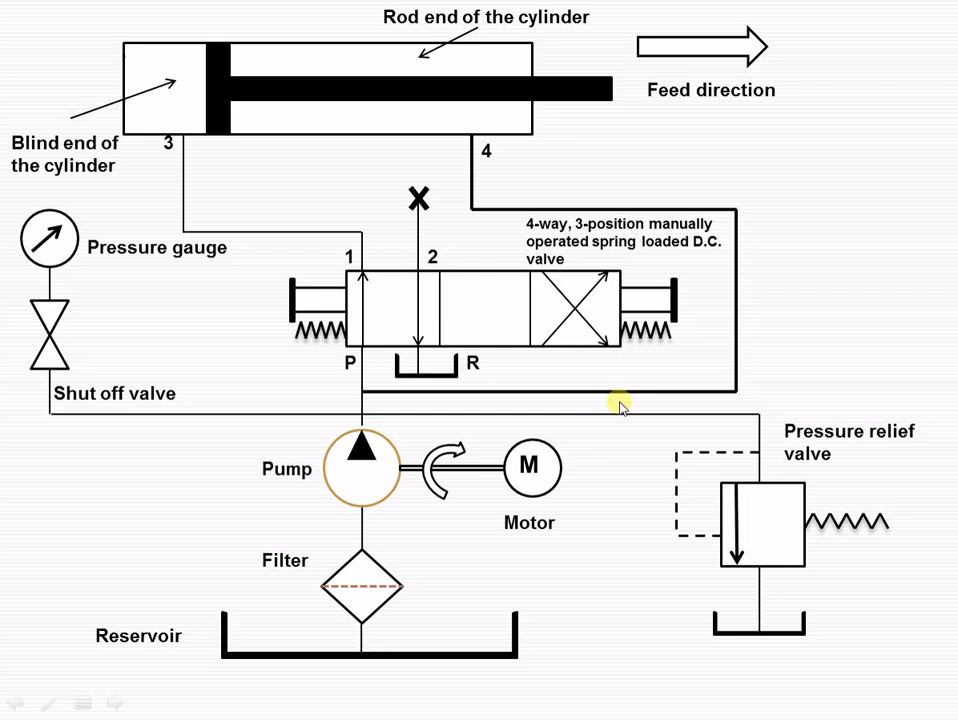 Rod end of the cylinder
Feed direction
Blind end of
the cylinder
3
4
4-way, 3-position manually
operated spring loaded D.C.
valve
Pressure gauge
1
2
P
R
Shut off valve
Pressure relief
valve
Pump
M
Motor
Filter
Reservoir